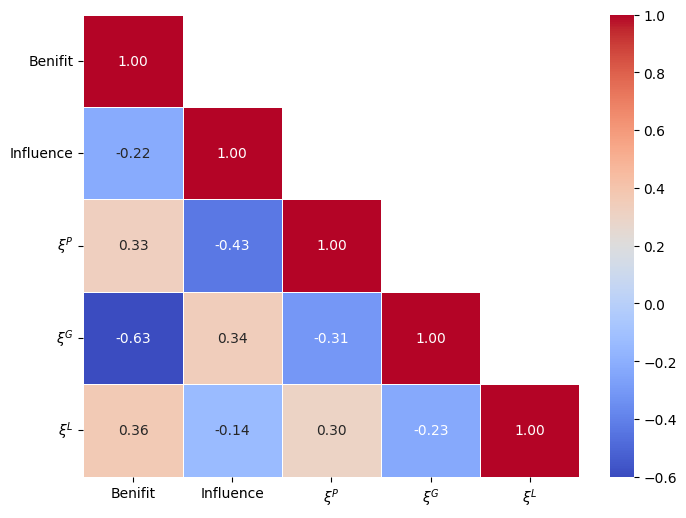 Benifit 1.00
Influence -0.22 1.00
ξ^P 0.33 -0.43 1.00
ξ^G -0.63 0.34 -0.31 1.00
ξ^L 0.36 -0.14 0.30 -0.23 1.00
Benifit Influence ξ^P ξ^G ξ^L
1.0
0.8
0.6
0.4
0.2
0.0
-0.2
-0.4
-0.6